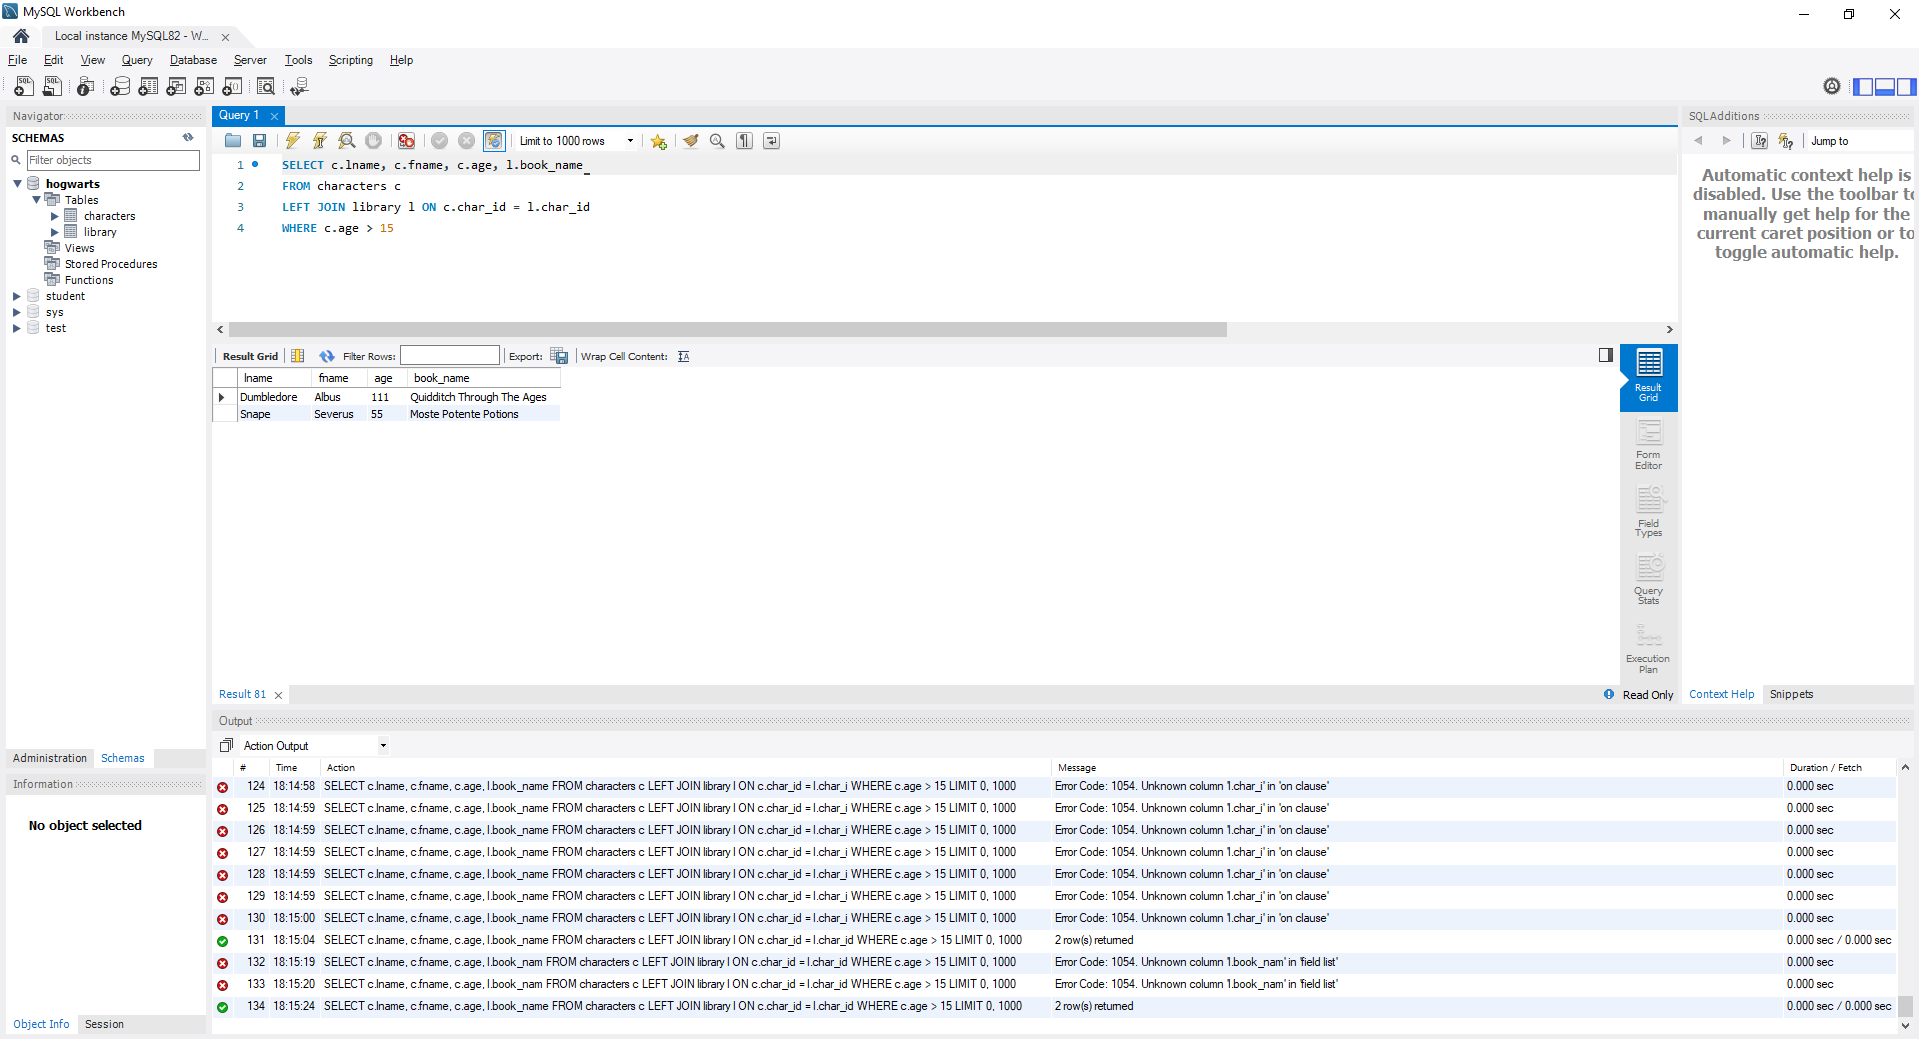 MySQL Workbench
Local instance MySQL82 - W...
File Edit View Query Database Server Tools Scripting Help
Navigator
SCHEMAS
Filter objects
hogwarts
Tables
characters
library
Views
Stored Procedures
Functions
student
sys
test
Administration Schemas
Information
No object selected
Object Info Session
Query 1
Limit to 1000 rows
1 SELECT c.lname, c.fname, c.age, l.book_name_
2 FROM characters c
3 LEFT JOIN library l ON c.char_id = l.char_id
4 WHERE c.age > 15
Result Grid Filter Rows: Export: Wrap Cell Content:
lname fname age book_name
Dumbledore Albus 111 Quidditch Through The Ages
Snape Severus 55 Moste Potente Potions
Result Grid
Form Editor
Field Types
Query Stats
Execution Plan
Result 81 Read Only
SQLAdditions
Jump to
Automatic context help is
disabled. Use the toolbar to
manually get help for the
current caret position or to
toggle automatic help.
Context Help Snippets
Output
Action Output
# Time Action Message Duration / Fetch
124 18:14:58 SELECT c.lname, c.fname, c.age, l.book_name FROM characters c LEFT JOIN library l ON c.char_id = l.char_i WHERE c.age > 15 LIMIT 0, 1000 Error Code: 1054. Unknown column 'l.char_i' in 'on clause' 0.000 sec
125 18:14:59 SELECT c.lname, c.fname, c.age, l.book_name FROM characters c LEFT JOIN library l ON c.char_id = l.char_i WHERE c.age > 15 LIMIT 0, 1000 Error Code: 1054. Unknown column 'l.char_i' in 'on clause' 0.000 sec
126 18:14:59 SELECT c.lname, c.fname, c.age, l.book_name FROM characters c LEFT JOIN library l ON c.char_id = l.char_i WHERE c.age > 15 LIMIT 0, 1000 Error Code: 1054. Unknown column 'l.char_i' in 'on clause' 0.000 sec
127 18:14:59 SELECT c.lname, c.fname, c.age, l.book_name FROM characters c LEFT JOIN library l ON c.char_id = l.char_i WHERE c.age > 15 LIMIT 0, 1000 Error Code: 1054. Unknown column 'l.char_i' in 'on clause' 0.000 sec
128 18:14:59 SELECT c.lname, c.fname, c.age, l.book_name FROM characters c LEFT JOIN library l ON c.char_id = l.char_i WHERE c.age > 15 LIMIT 0, 1000 Error Code: 1054. Unknown column 'l.char_i' in 'on clause' 0.000 sec
129 18:14:59 SELECT c.lname, c.fname, c.age, l.book_name FROM characters c LEFT JOIN library l ON c.char_id = l.char_i WHERE c.age > 15 LIMIT 0, 1000 Error Code: 1054. Unknown column 'l.char_i' in 'on clause' 0.000 sec
130 18:15:00 SELECT c.lname, c.fname, c.age, l.book_name FROM characters c LEFT JOIN library l ON c.char_id = l.char_i WHERE c.age > 15 LIMIT 0, 1000 Error Code: 1054. Unknown column 'l.char_i' in 'on clause' 0.000 sec
131 18:15:04 SELECT c.lname, c.fname, c.age, l.book_name FROM characters c LEFT JOIN library l ON c.char_id = l.char_id WHERE c.age > 15 LIMIT 0, 1000 2 row(s) returned 0.000 sec / 0.000 sec
132 18:15:19 SELECT c.lname, c.fname, c.age, l.book_nam FROM characters c LEFT JOIN library l ON c.char_id = l.char_id WHERE c.age > 15 LIMIT 0, 1000 Error Code: 1054. Unknown column 'l.book_nam' in 'field list' 0.000 sec
133 18:15:20 SELECT c.lname, c.fname, c.age, l.book_nam FROM characters c LEFT JOIN library l ON c.char_id = l.char_id WHERE c.age > 15 LIMIT 0, 1000 Error Code: 1054. Unknown column 'l.book_nam' in 'field list' 0.000 sec
134 18:15:24 SELECT c.lname, c.fname, c.age, l.book_name FROM characters c LEFT JOIN library l ON c.char_id = l.char_id WHERE c.age > 15 LIMIT 0, 1000 2 row(s) returned 0.000 sec / 0.000 sec